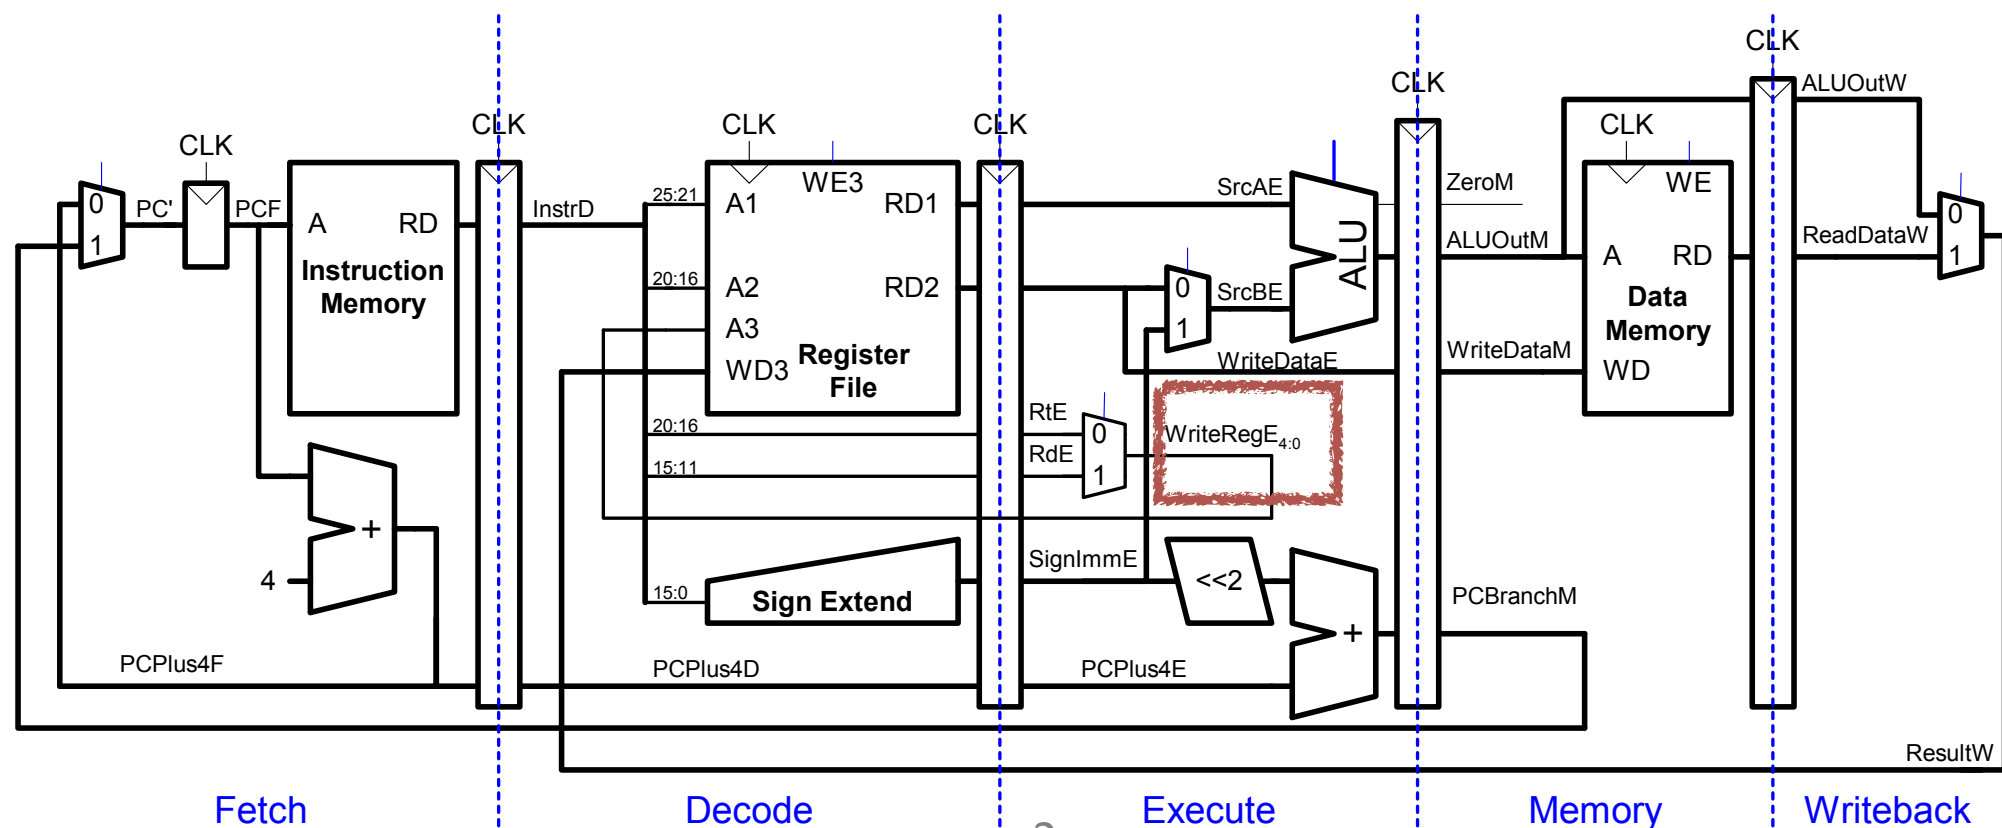 CLK
CLK
CLK
CLK
CLK
CLK
CLK
ALUOutW
0
1
PC'
PCF
A
RD
Instruction
Memory
InstrD
25:21
20:16
A1
WE3
RD1
A2
RD2
A3
WD3
Register
File
SrcAE
0
1
SrcBE
ALU
ZeroM
ALUOutM
WE
A
RD
Data
Memory
WD
ReadDataW
0
1
WriteDataE
WriteDataM
20:16
15:11
RtE
RdE
0
1
WriteRegE4:0
+
4
15:0
Sign Extend
SignImmE
<<2
+
PCBranchM
PCPlus4F
PCPlus4D
PCPlus4E
ResultW
Fetch
Decode
Execute
Memory
Writeback